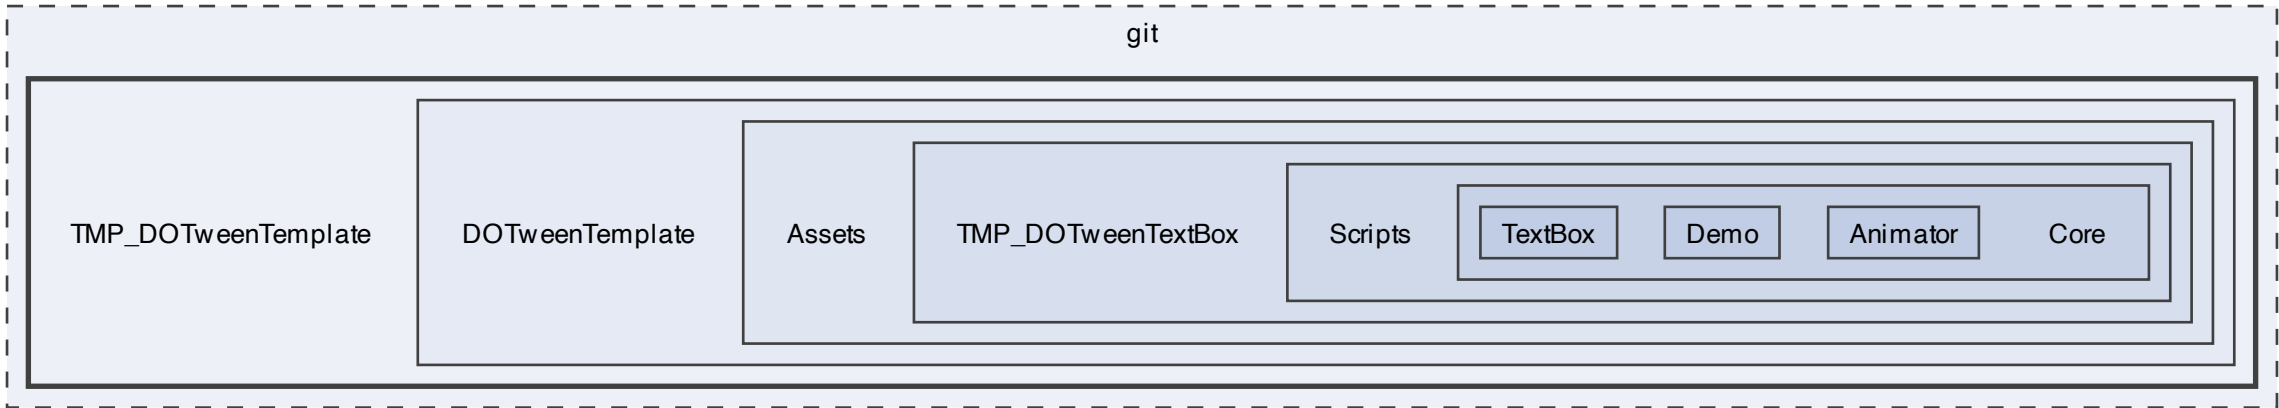 git
TMP_DOTweenTemplate
DOTweenTemplate
Assets
TMP_DOTweenTextBox
Scripts
TextBox
Demo
Animator
Core